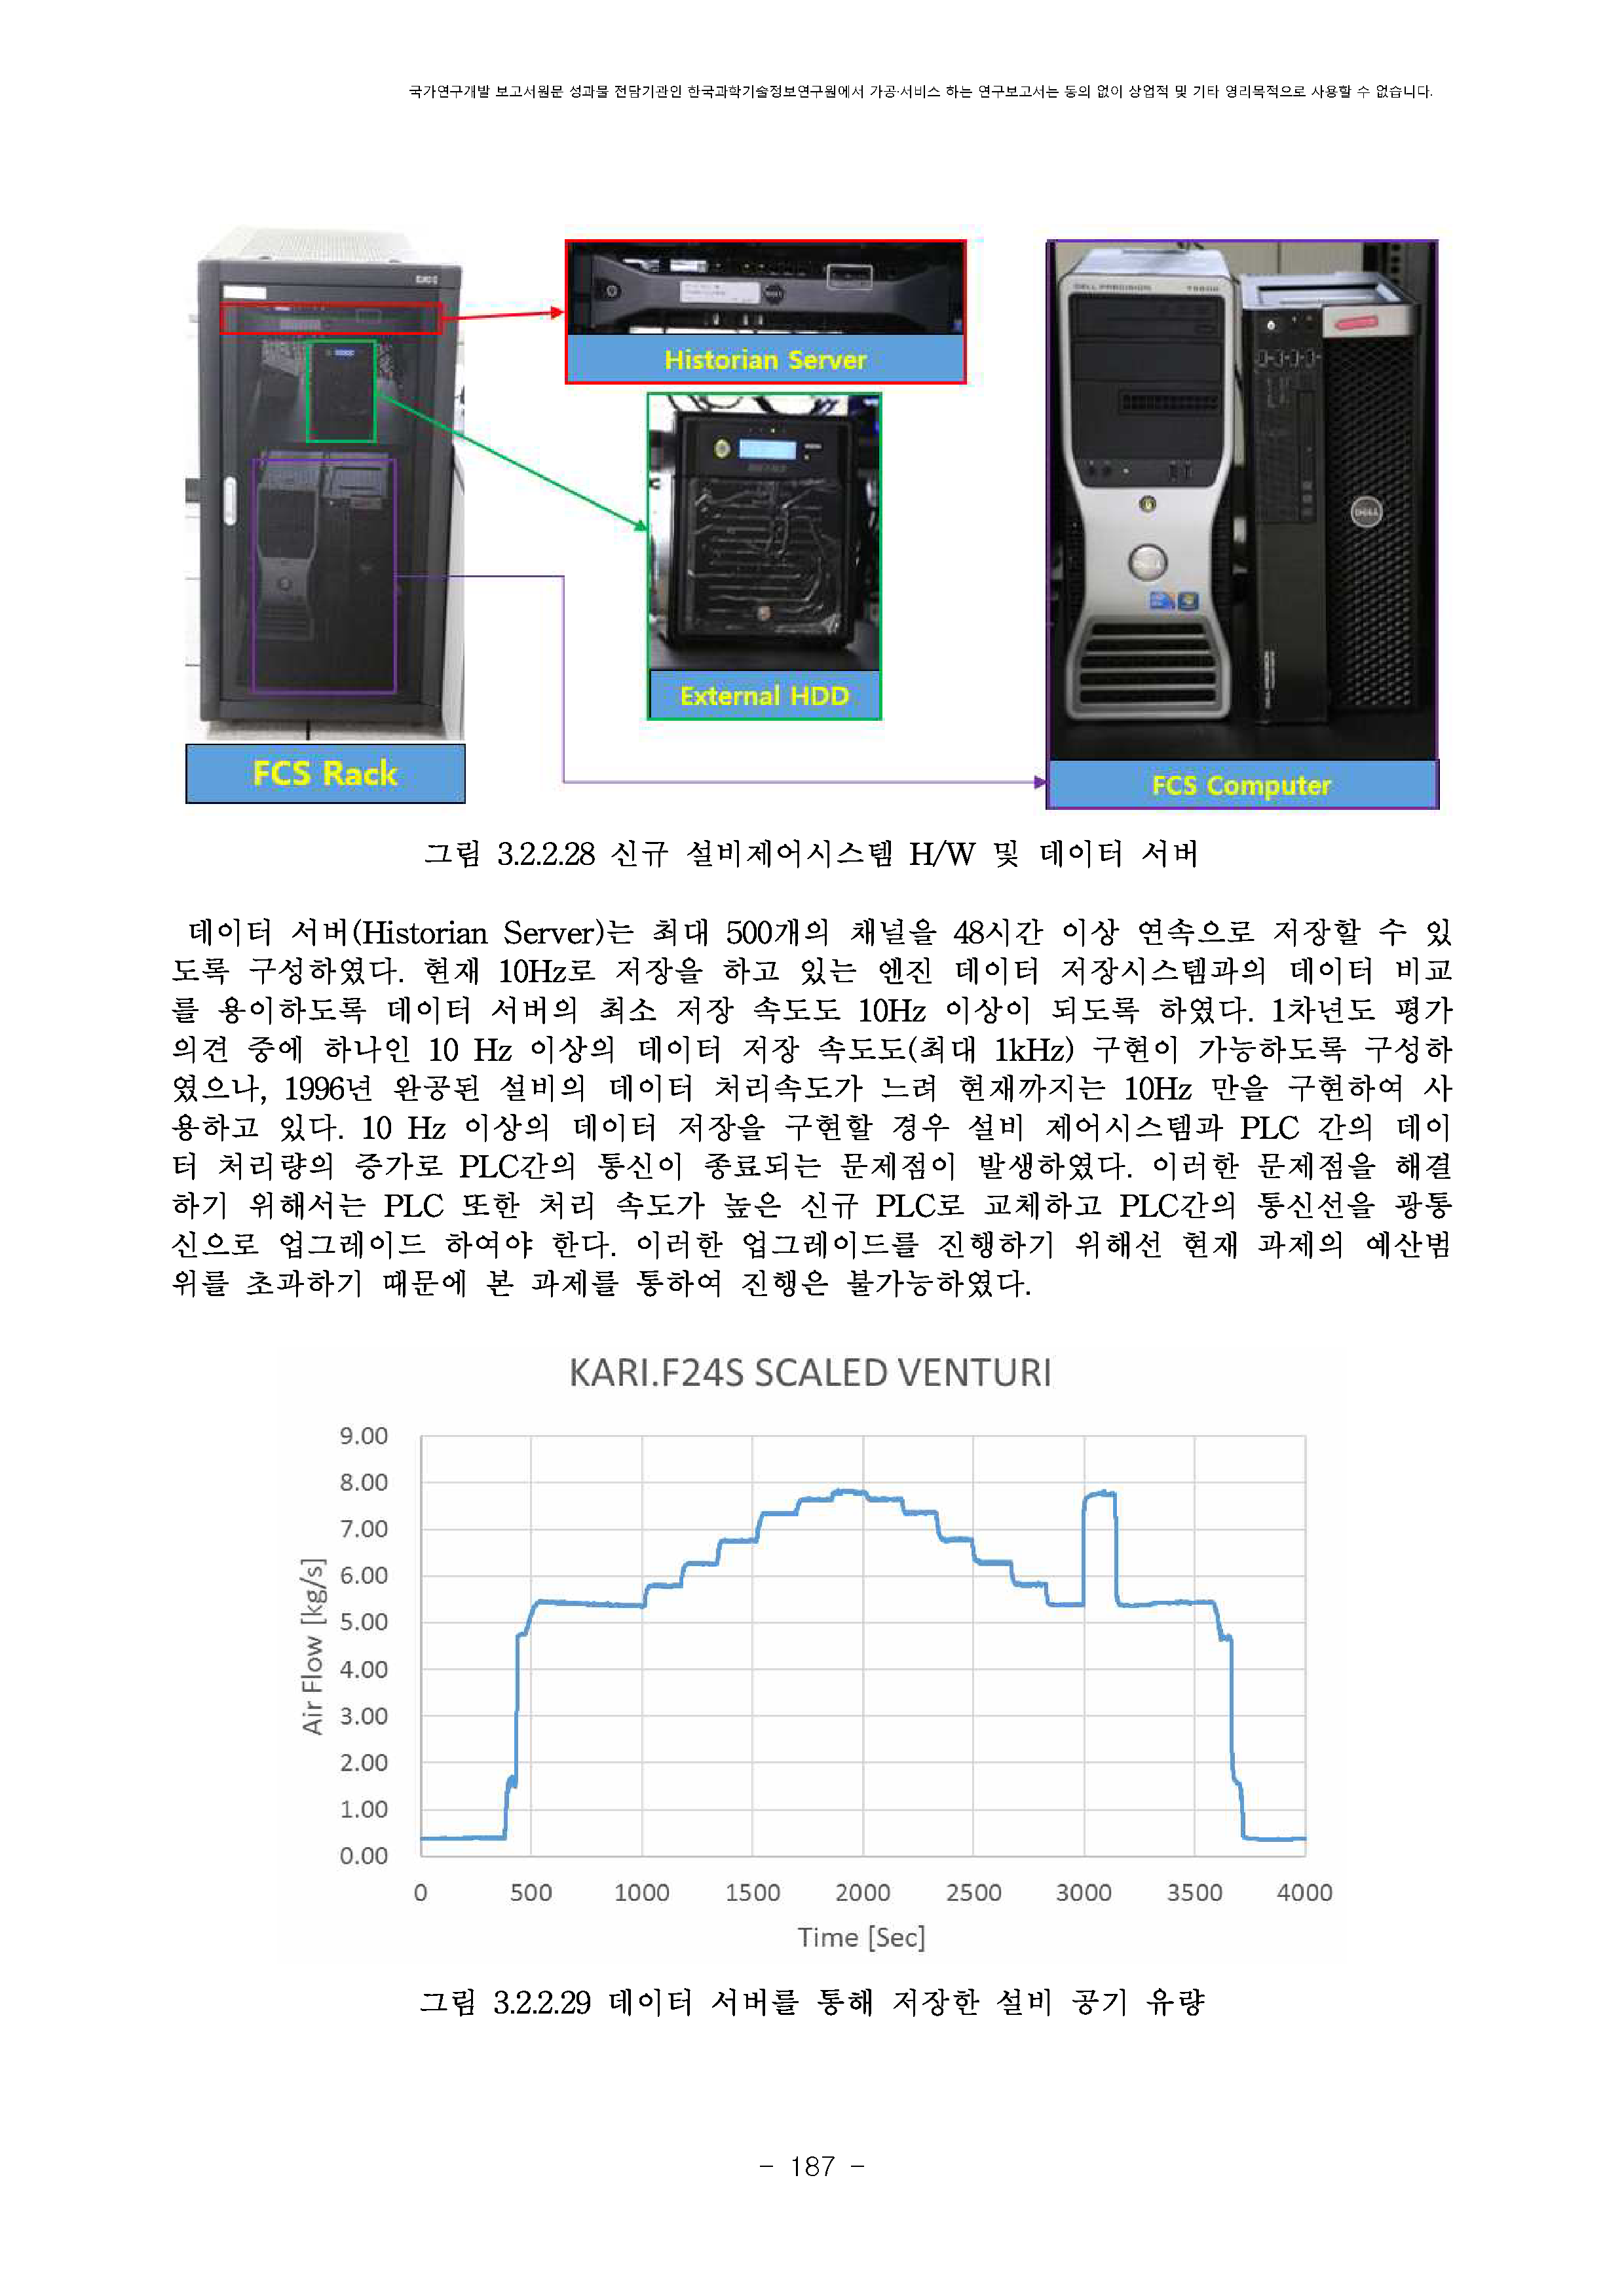 국가연구개발 보고서원문 성과물 전담기관인 한국과학기술정보연구원에서 가공·서비스 하는 연구보고서는 동의 없이 상업적 및 기타 영리목적으로 사용할 수 없습니다.
Historian Server
External HDD
FCS Rack
DELL PRECISION
DELL
FCS Computer
그림 3.2.2.28 신규 설비제어시스템 H/W 및 데이터 서버
데이터 서버(Historian Server)는 최대 500개의 채널을 48시간 이상 연속으로 저장할 수 있
도록 구성하였다. 현재 10Hz로 저장을 하고 있는 엔진 데이터 저장시스템과의 데이터 비교
를 용이하도록 데이터 서버의 최소 저장 속도도 10Hz 이상이 되도록 하였다. 1차년도 평가
의견 중에 하나인 10 Hz 이상의 데이터 저장 속도도(최대 1kHz) 구현이 가능하도록 구성하
였으나, 1996년 완공된 설비의 데이터 처리속도가 느려 현재까지는 10Hz 만을 구현하여 사
용하고 있다. 10 Hz 이상의 데이터 저장을 구현할 경우 설비 제어시스템과 PLC 간의 데이
터 처리량의 증가로 PLC간의 통신이 종료되는 문제점이 발생하였다. 이러한 문제점을 해결
하기 위해서는 PLC 또한 처리 속도가 높은 신규 PLC로 교체하고 PLC간의 통신선을 광통
신으로 업그레이드 하여야 한다. 이러한 업그레이드를 진행하기 위해선 현재 과제의 예산범
위를 초과하기 때문에 본 과제를 통하여 진행은 불가능하였다.
KARI.F24S SCALED VENTURI
9.00
8.00
7.00
6.00
5.00
4.00
3.00
2.00
1.00
0.00
Air Flow [kg/s]
0 500 1000 1500 2000 2500 3000 3500 4000
Time [Sec]
그림 3.2.2.29 데이터 서버를 통해 저장한 설비 공기 유량
- 187 -